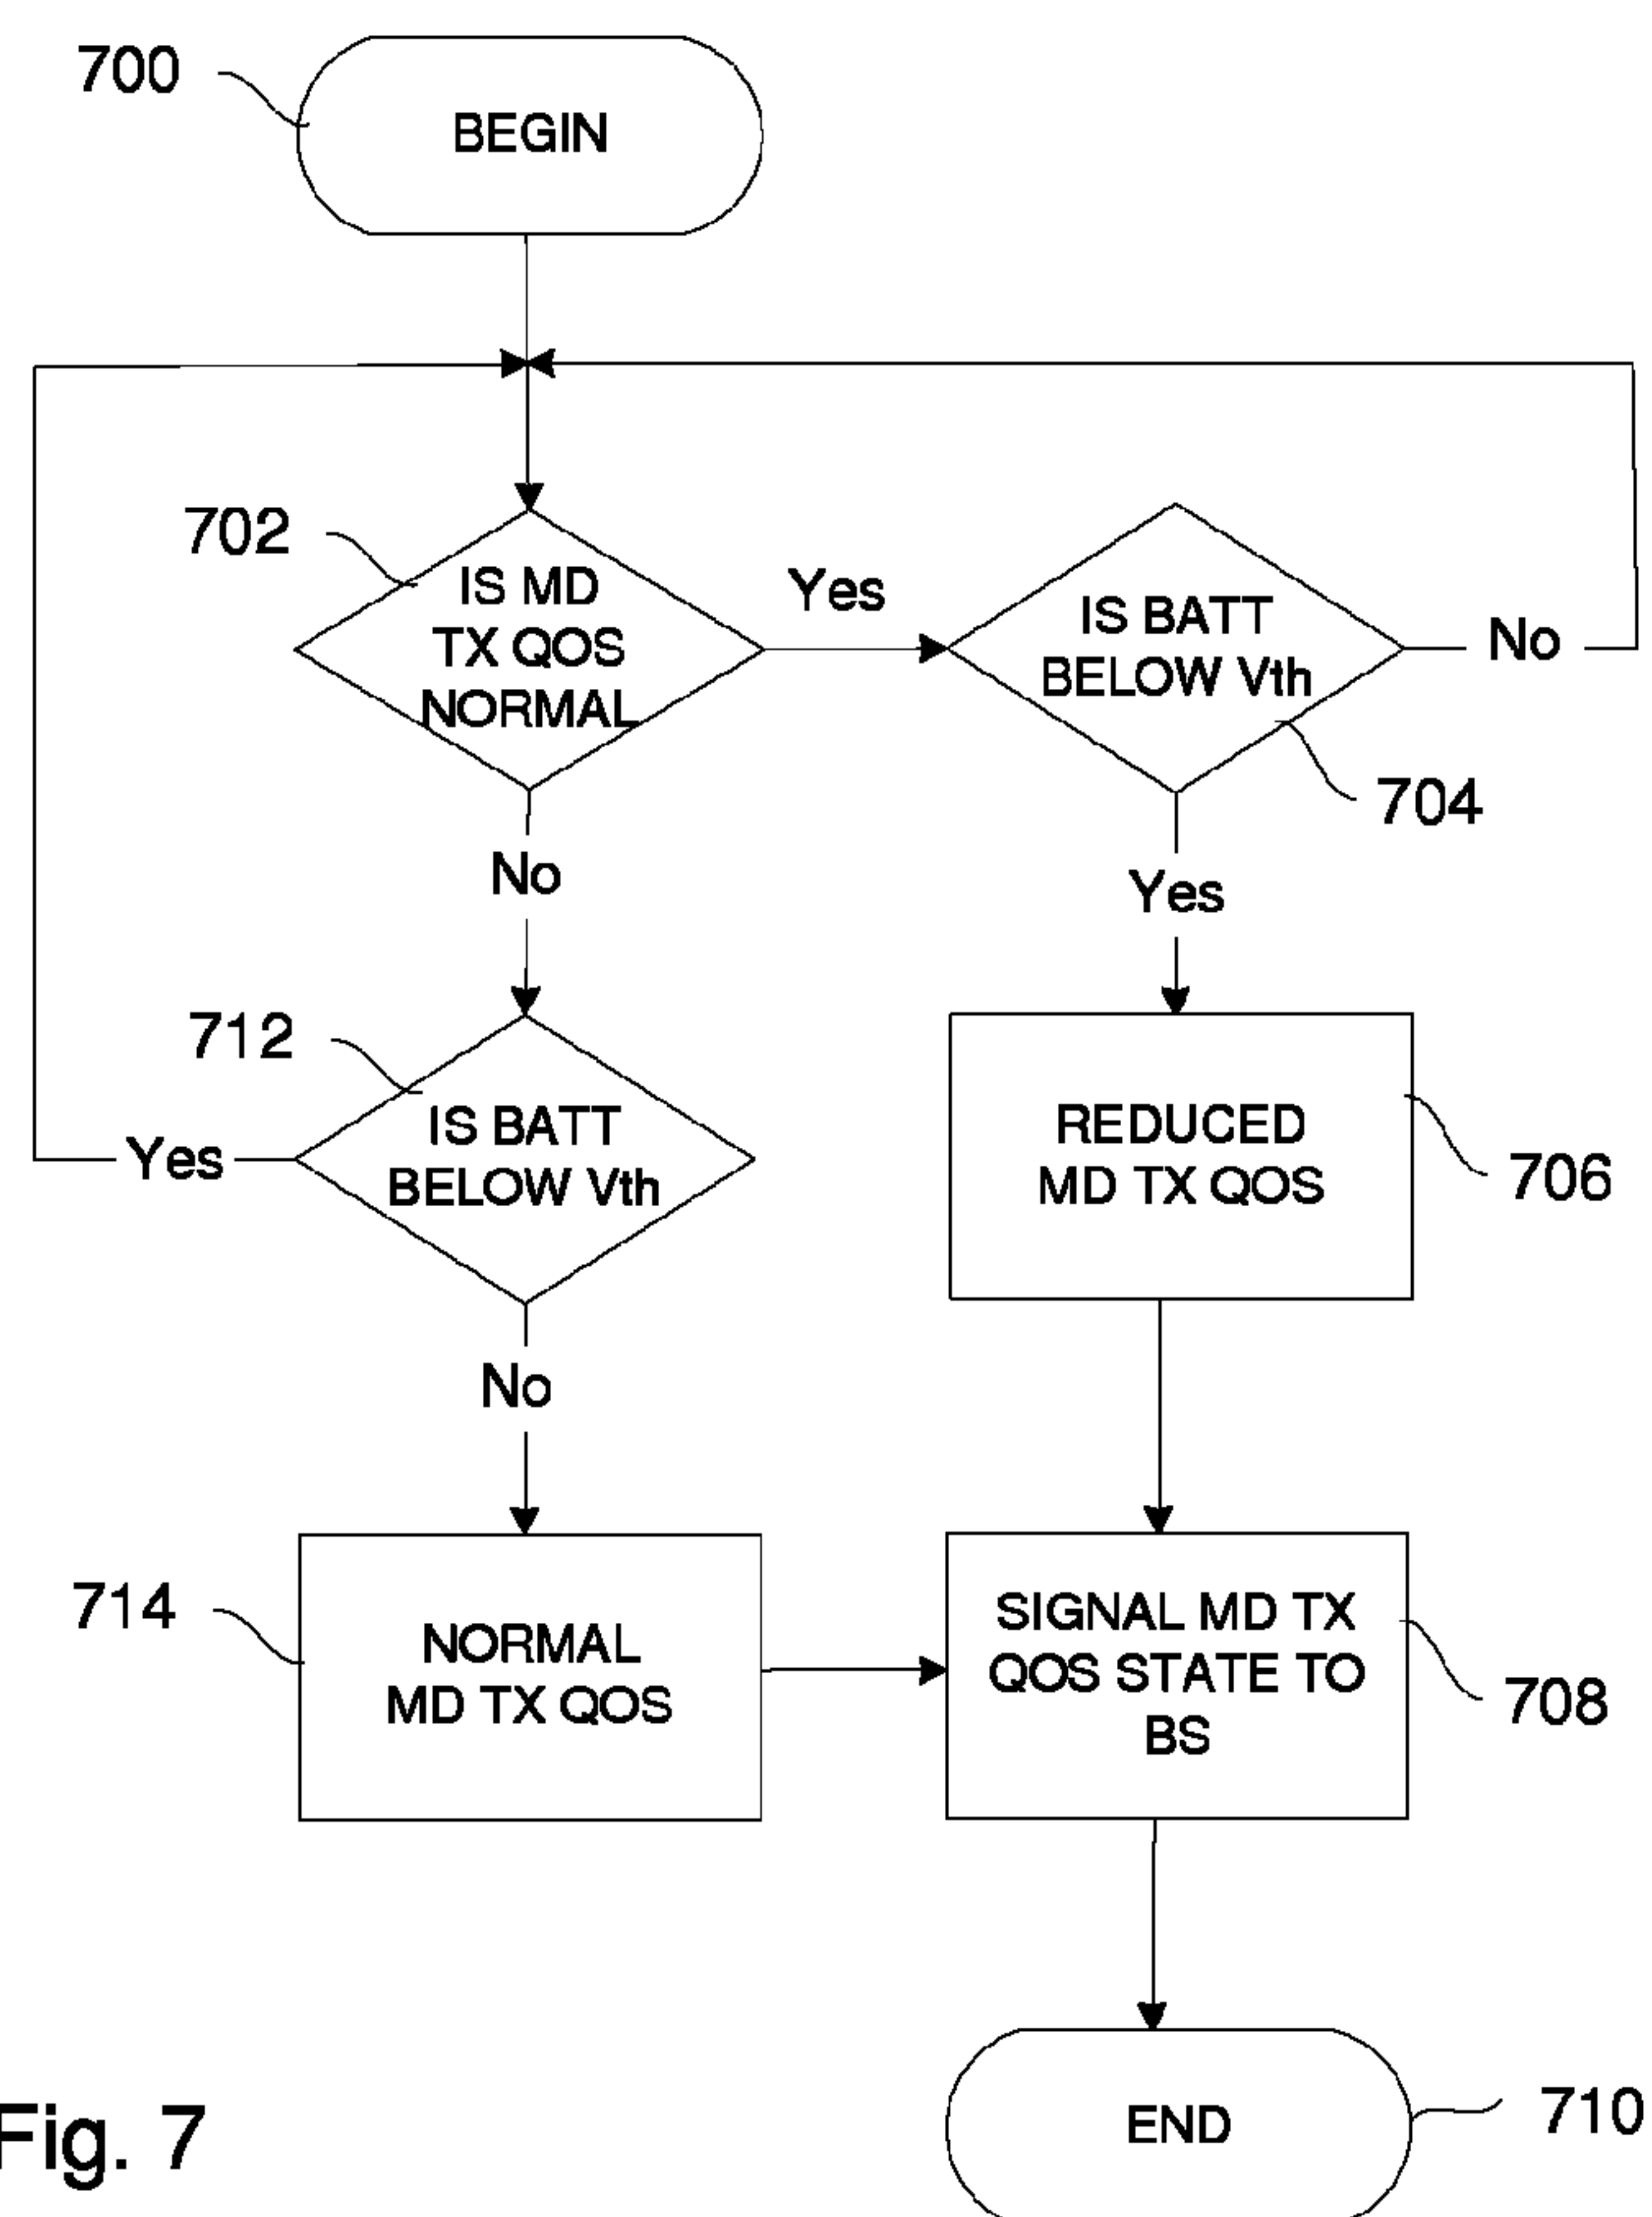 700
BEGIN
702
IS MD
TX QOS
NORMAL
Yes
IS BATT
BELOW Vth
No
704
No
Yes
712
IS BATT
BELOW Vth
Yes
REDUCED
MD TX QOS
706
No
714
NORMAL
MD TX QOS
SIGNAL MD TX
QOS STATE TO
BS
708
END
710
Fig. 7